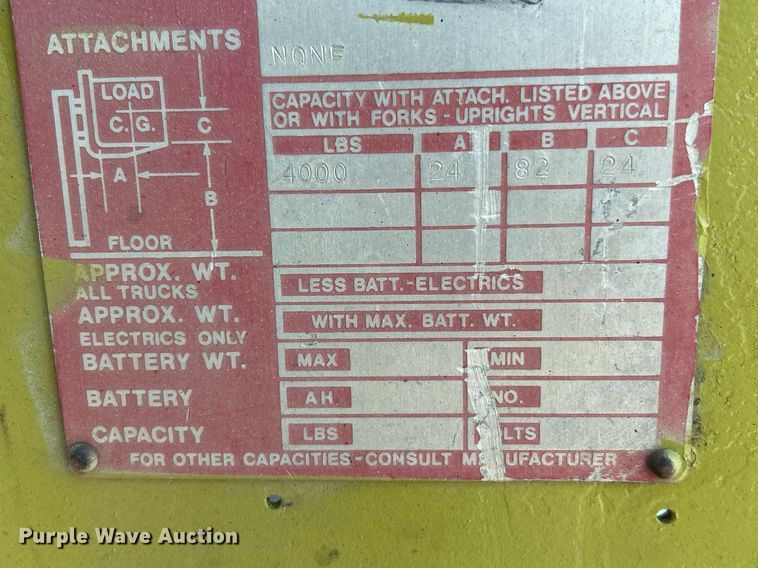 ATTACHMENTS
NONE
CAPACITY WITH ATTACH. LISTED ABOVE
OR WITH FORKS - UPRIGHTS VERTICAL
LBS A B C
4000 24 82 24
LOAD
C. G. C
A
B
FLOOR
APPROX. WT.
ALL TRUCKS
LESS BATT.-ELECTRICS
APPROX. WT.
ELECTRICS ONLY
WITH MAX. BATT. WT.
BATTERY WT. MAX MIN
BATTERY AH NO.
CAPACITY LBS
FOR OTHER CAPACITIES-CONSULT MANUFACTURER
Purple Wave Auction